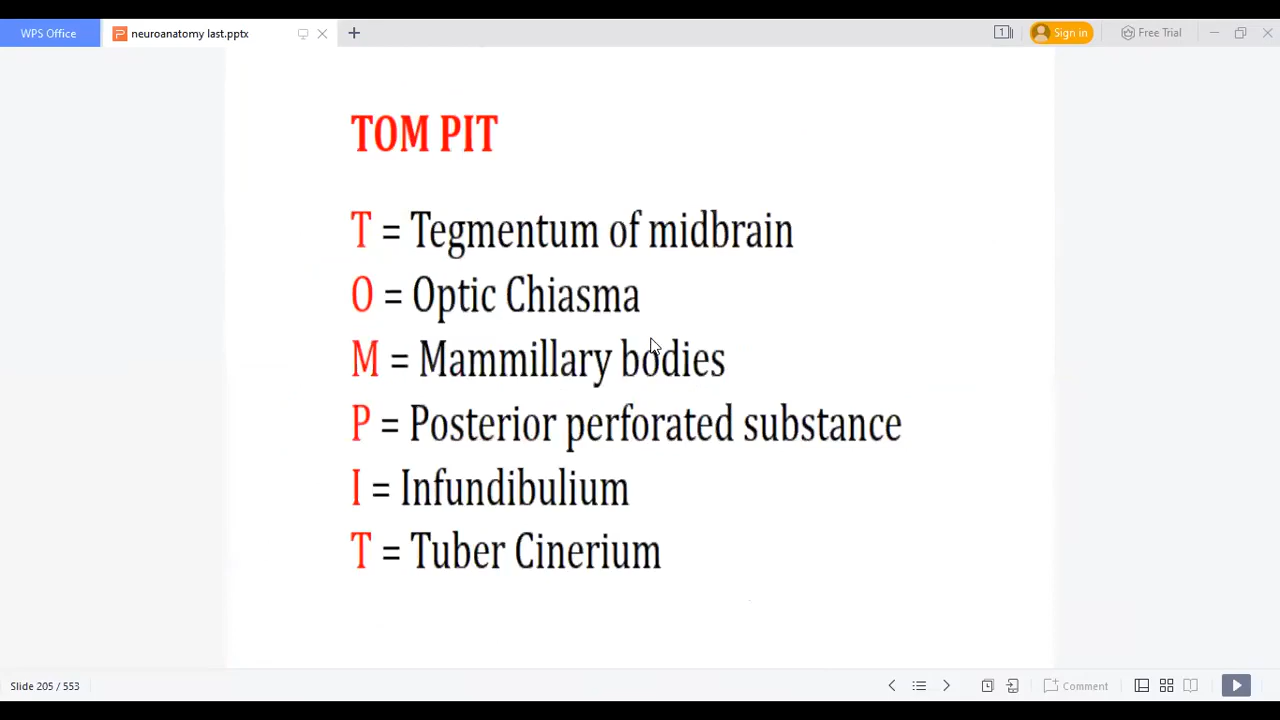 WPS Office
neuroanatomy last.pptx
1
Sign in
Free Trial
TOM PIT
T = Tegmentum of midbrain
O = Optic Chiasma
M = Mammillary bodies
P = Posterior perforated substance
I = Infundibulium
T = Tuber Cinerium
Slide 205 / 553
Comment